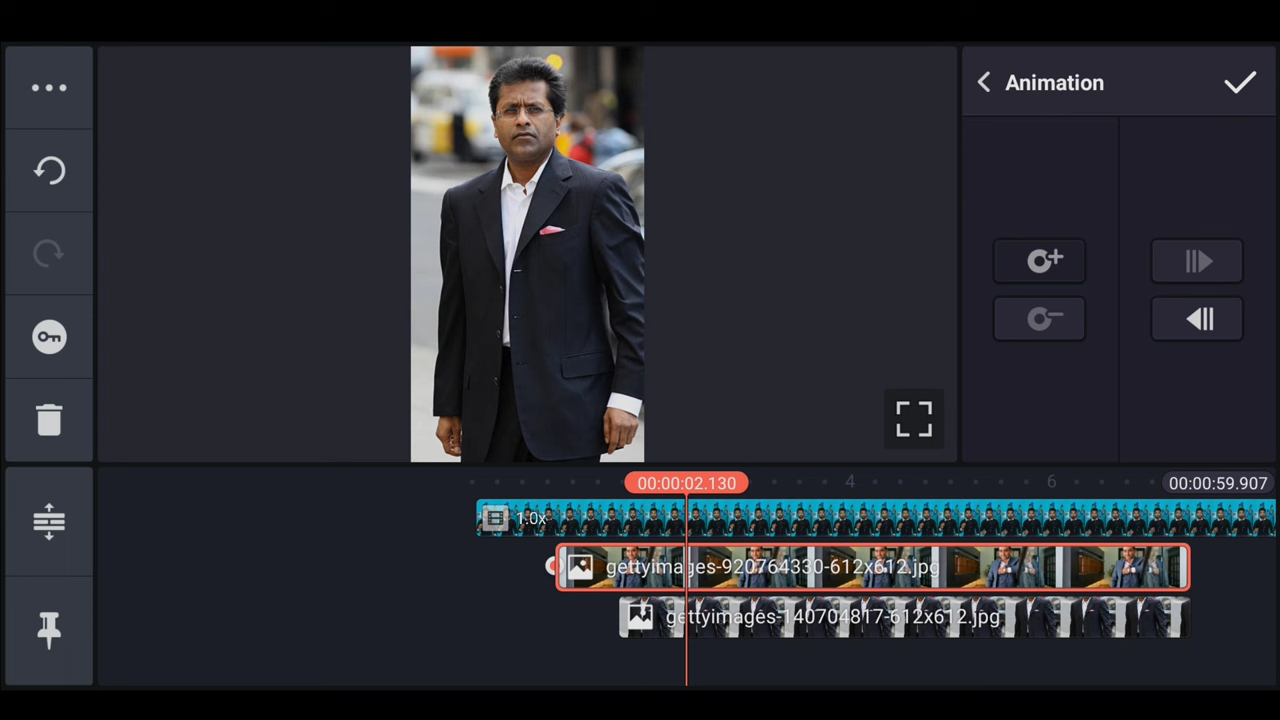 Animation
00:00:02.130
4
6
00:00:59.907
1.0x
gettyimages-920764330-612x612.jpg
gettyimages-140704817-612x612.jpg